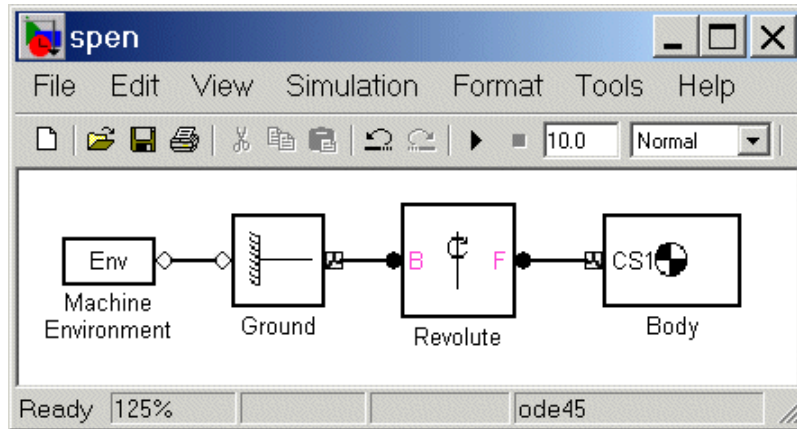 spen
File Edit View Simulation Format Tools Help
10.0 Normal
Env
B F
CS1
Machine
Environment
Ground
Revolute
Body
Ready 125% ode45